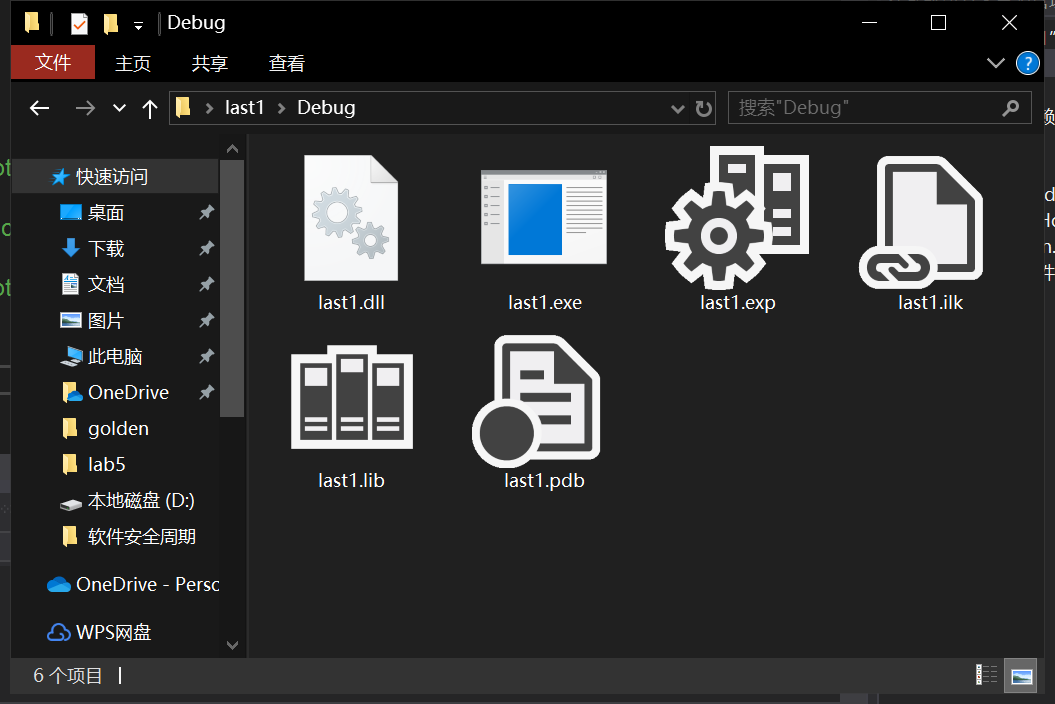 Debug
文件
主页
共享
查看
?
last1
Debug
搜索"Debug"
快速访问
桌面
下载
文档
图片
此电脑
OneDrive
golden
lab5
本地磁盘 (D:)
软件安全周期
OneDrive - Perso
WPS网盘
last1.dll
last1.exe
last1.exp
last1.ilk
last1.lib
last1.pdb
6 个项目